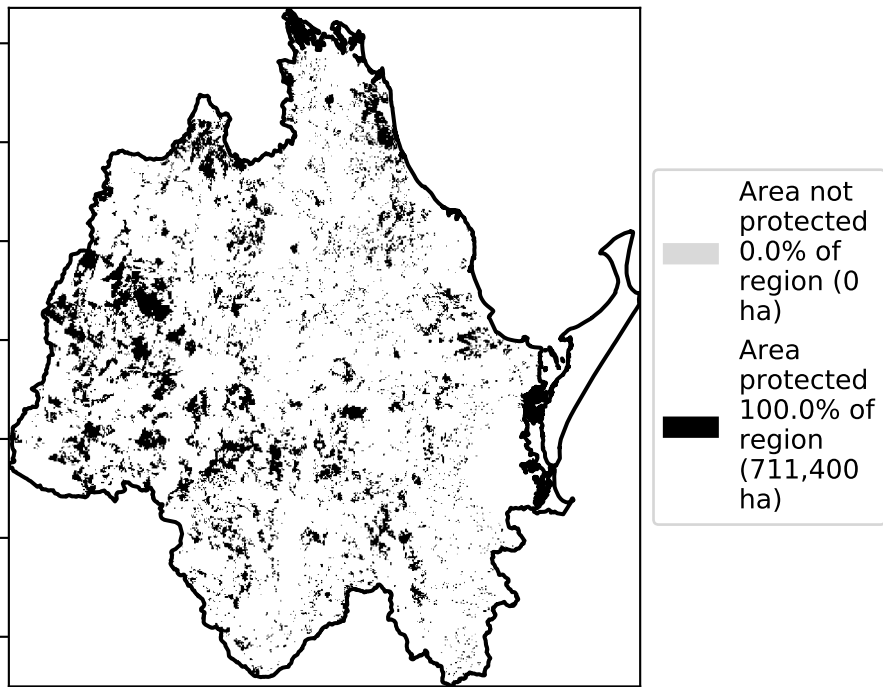 Area not
protected
0.0% of
region (0
ha)
Area
protected
100.0% of
region
(711,400
ha)